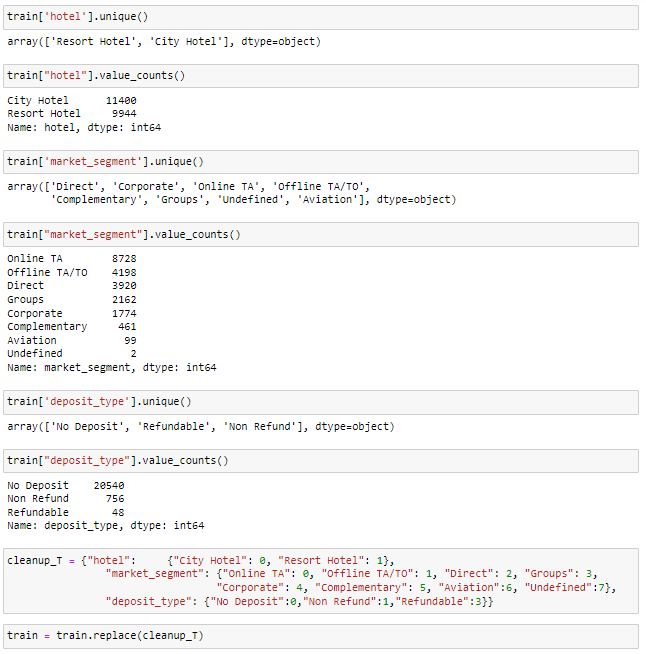 train['hotel'].unique()
array(['Resort Hotel', 'City Hotel'], dtype=object)
train["hotel"].value_counts()
City Hotel      11400
Resort Hotel     9944
Name: hotel, dtype: int64
train['market_segment'].unique()
array(['Direct', 'Corporate', 'Online TA', 'Offline TA/TO',
       'Complementary', 'Groups', 'Undefined', 'Aviation'], dtype=object)
train["market_segment"].value_counts()
Online TA        8728
Offline TA/TO    4198
Direct           3920
Groups           2162
Corporate        1774
Complementary     461
Aviation           99
Undefined           2
Name: market_segment, dtype: int64
train['deposit_type'].unique()
array(['No Deposit', 'Refundable', 'Non Refund'], dtype=object)
train["deposit_type"].value_counts()
No Deposit    20540
Non Refund      756
Refundable       48
Name: deposit_type, dtype: int64
cleanup_T = {"hotel":     {"City Hotel": 0, "Resort Hotel": 1},
               "market_segment": {"Online TA": 0, "Offline TA/TO": 1, "Direct": 2, "Groups": 3,
                                "Corporate": 4, "Complementary": 5, "Aviation":6, "Undefined":7},
               "deposit_type": {"No Deposit":0,"Non Refund":1,"Refundable":3}}
train = train.replace(cleanup_T)